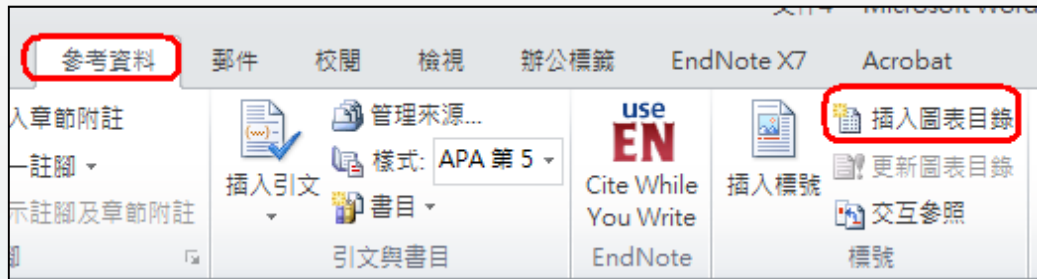 Microsoft Word
參考資料 郵件 校閱 檢視 辦公標籤 EndNote X7 Acrobat
入章節附註
一註腳
示註腳及章節附註
插入引文
管理來源...
樣式: APA 第 5
書目
引文與書目
use
EN
Cite While
You Write
EndNote
插入標號
插入圖表目錄
更新圖表目錄
交互參照
標號